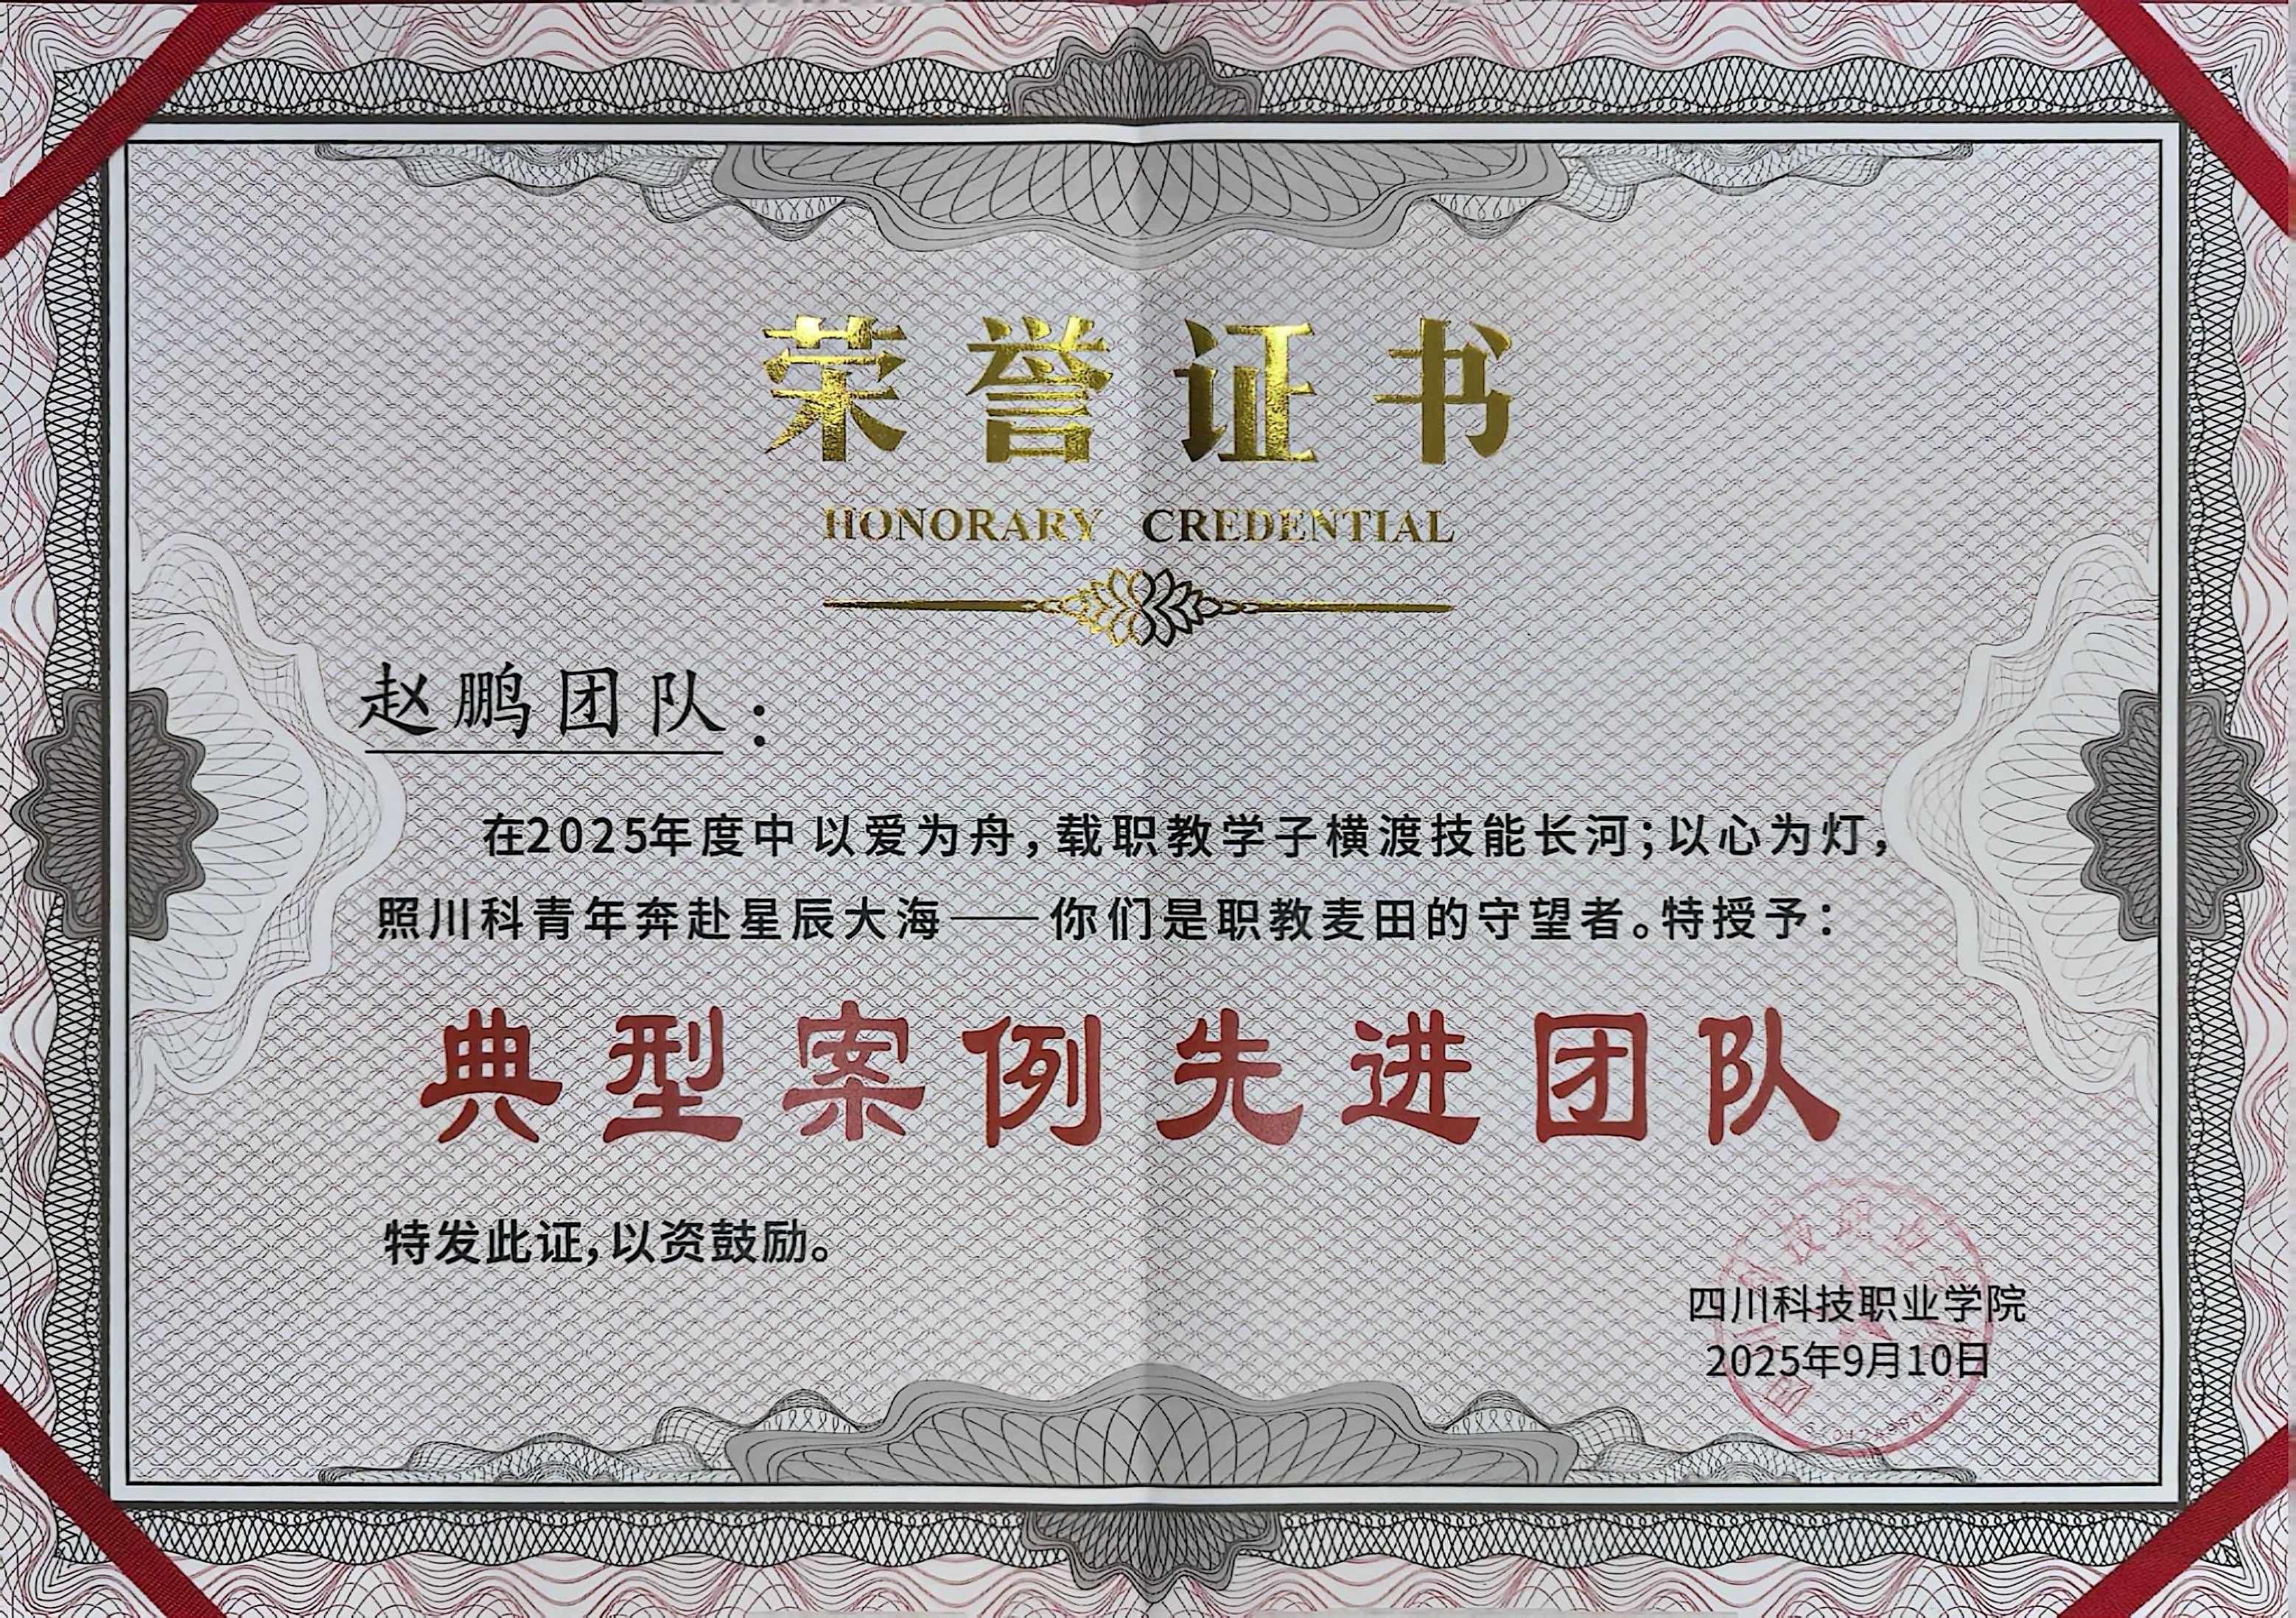 荣誉证书
HONORARY CREDENTIAL
赵鹏团队：
在2025年度中以爱为舟，载职教学子横渡技能长河；以心为灯，
照川科青年奔赴星辰大海——你们是职教麦田的守望者。特授予：
典型案例先进团队
特发此证，以资鼓励。
四川科技职业学院
2025年9月10日